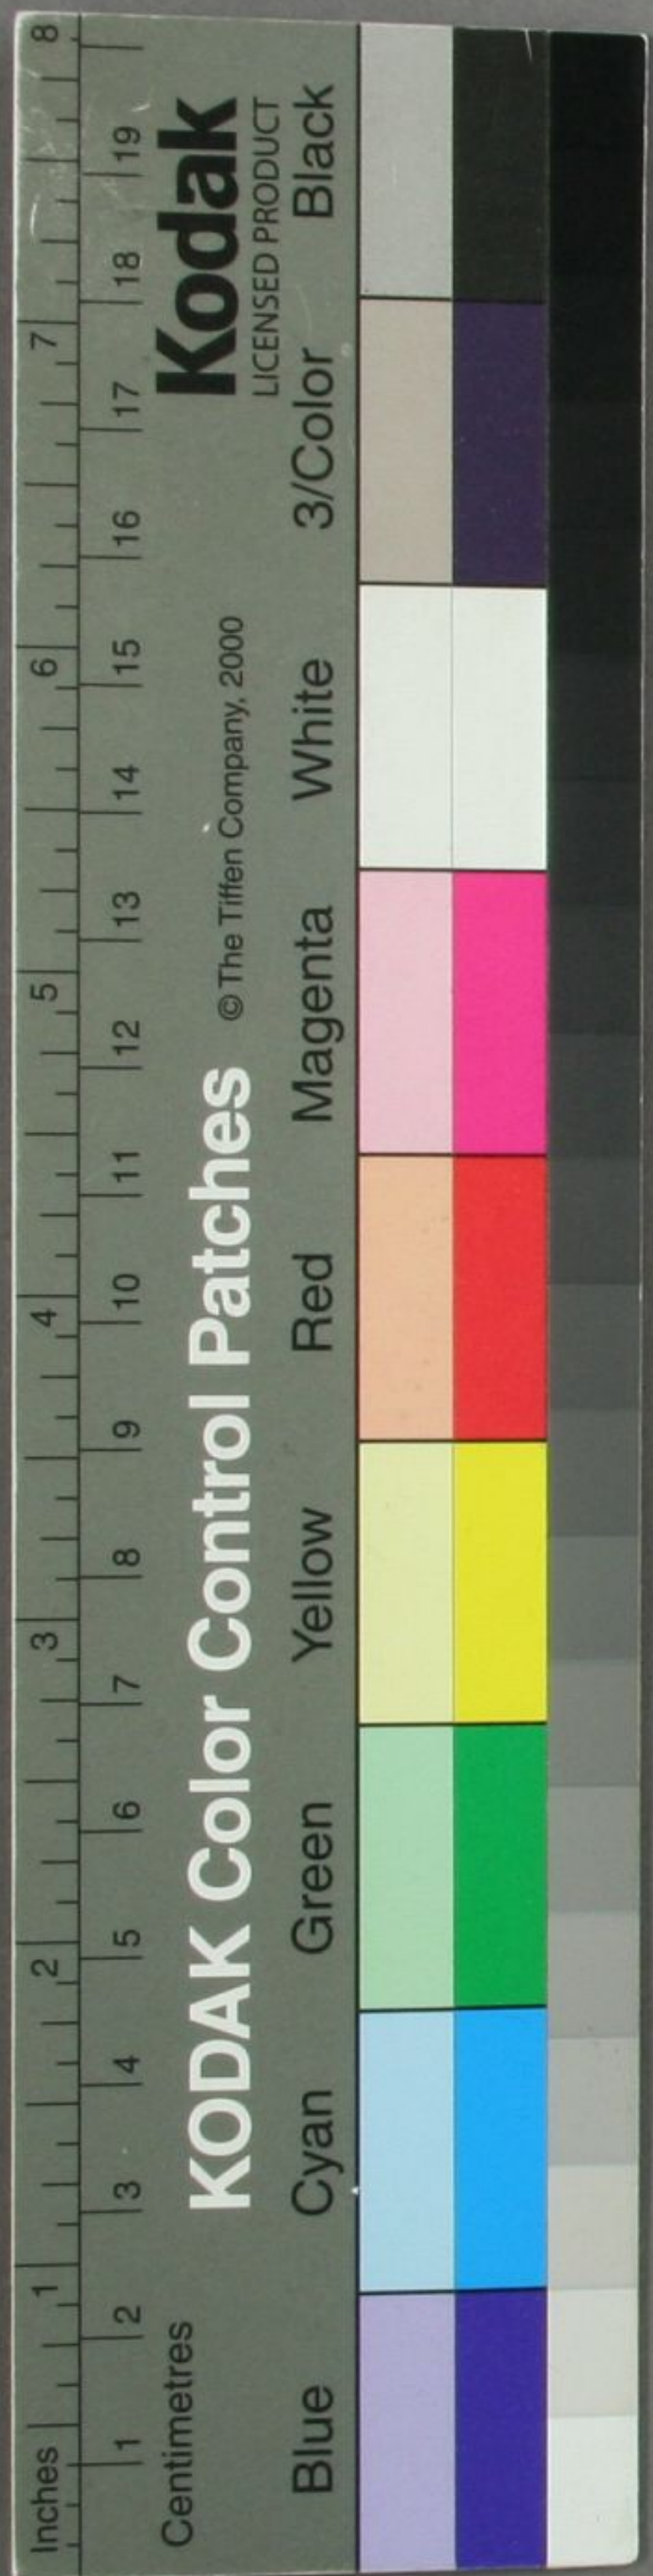 Inches 1 2 3 4 5 6 7 8
1 2 3 4 5 6 7 8 9 10 11 12 13 14 15 16 17 18 19
Centimetres
KODAK Color Control Patches © The Tiffen Company, 2000 Kodak
LICENSED PRODUCT
Blue Cyan Green Yellow Red Magenta White 3/Color Black